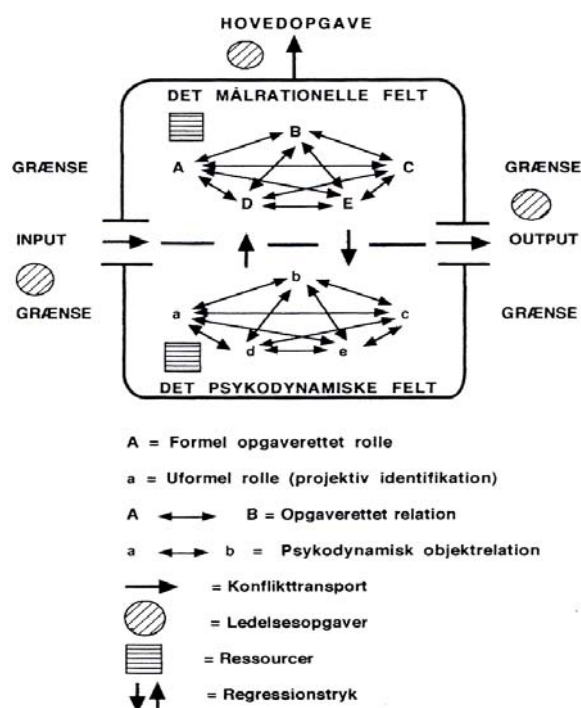 HOVEDOPGAVE
DET MÅLRATIONELLE FELT
B
GRÆNSE A C GRÆNSE
D E
INPUT OUTPUT
b
GRÆNSE a c GRÆNSE
d e
DET PSYKODYNAMISKE FELT
A = Formel opgaverettet rolle
a = Uformel rolle (projektiv identifikation)
A B = Opgaverettet relation
a b = Psykodynamisk objektrelation
= Konflikttransport
= Ledelsesopgaver
= Ressourcer
= Regressionstryk